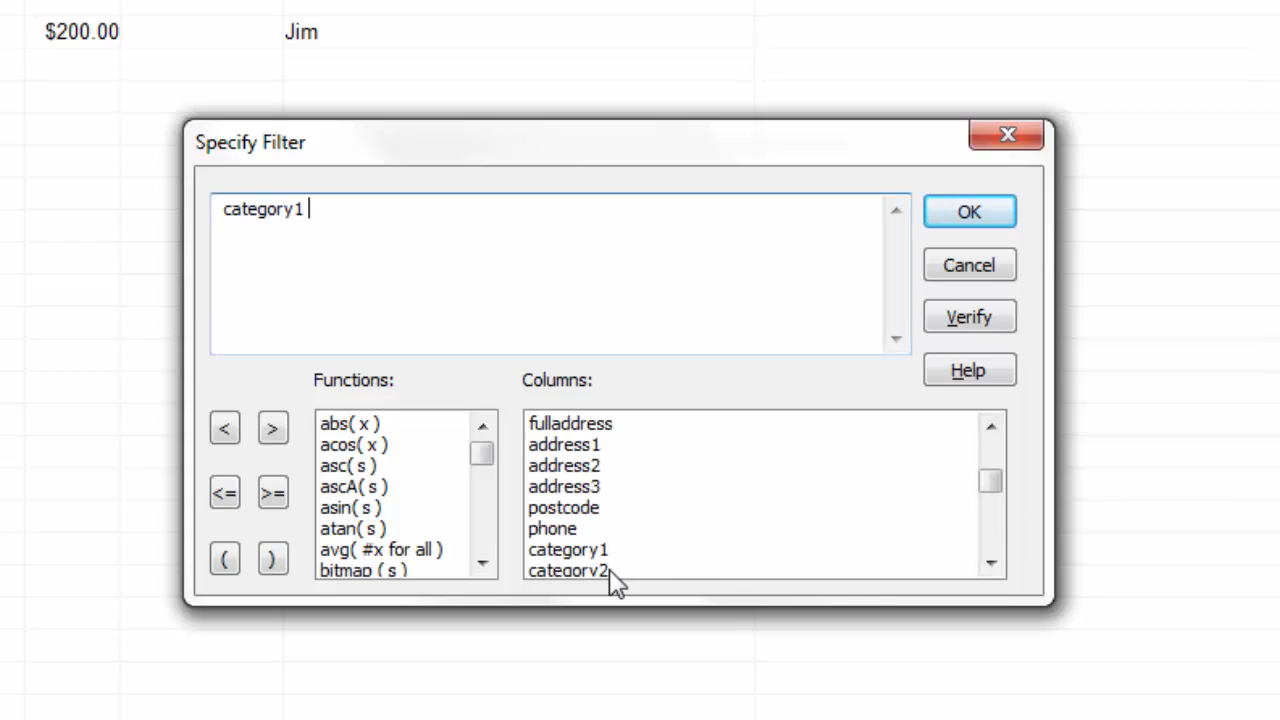 $200.00 Jim
Specify Filter
category1
OK
Cancel
Verify
Help
Functions: Columns:
< >
<= >=
( )
abs( x )
acos( x )
asc( s )
ascA( s )
asin( s )
atan( s )
avg( #x for all )
bitmap ( s )
fulladdress
address1
address2
address3
postcode
phone
category1
category2